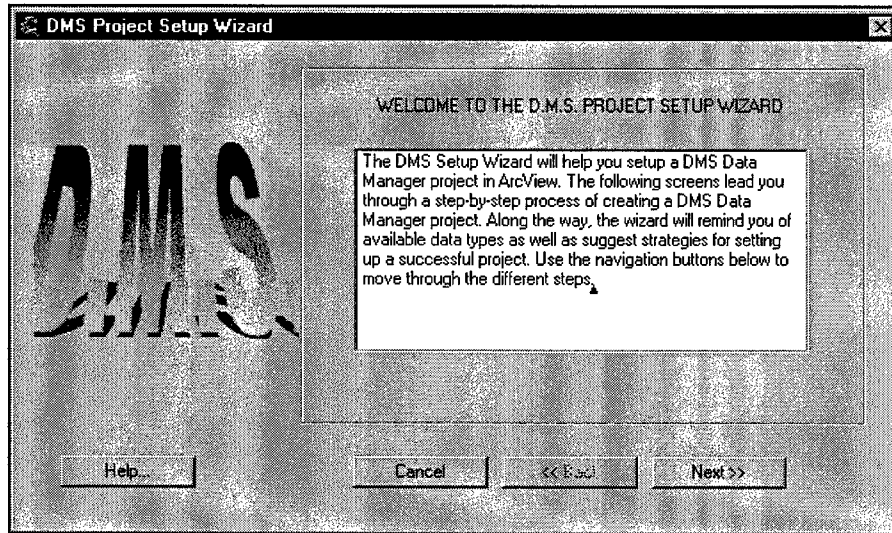 DMS Project Setup Wizard
D.M.S
WELCOME TO THE D.M.S. PROJECT SETUP WIZARD
The DMS Setup Wizard will help you setup a DMS Data
Manager project in ArcView. The following screens lead you
through a step-by-step process of creating a DMS Data
Manager project. Along the way, the wizard will remind you of
available data types as well as suggest strategies for setting
up a successful project. Use the navigation buttons below to
move through the different steps.
Help...
Cancel
<< Back
Next >>